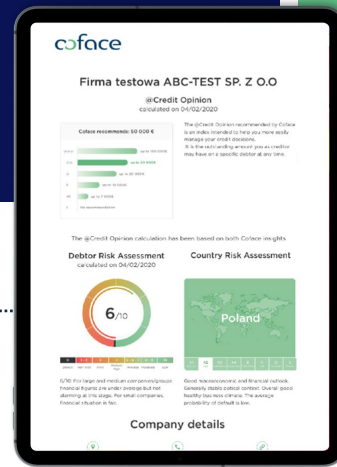 coface
Firma testowa ABC-TEST SP. Z O.O
@Credit Opinion
calculated on 04/02/2020
Coface recommends: 50 000 €
The @Credit Opinion recommended by Coface
is an index intended to help you more easily
manage your credit decisions.
It is the outstanding amount you as creditor
may have on a specific debtor at any time.
The @Credit Opinion calculation has been based on both Coface insights
Debtor Risk Assessment
calculated on 04/02/2020
Country Risk Assessment
6/10
Poland
6/10: For large and medium companies/groups
financial figures are under average but not
alarming at this stage. For small companies,
financial situation is fair.
Good macroeconomic and financial outlook.
Generally stable political context. Overall good
healthy business climate. The average
probability of default is low.
Company details